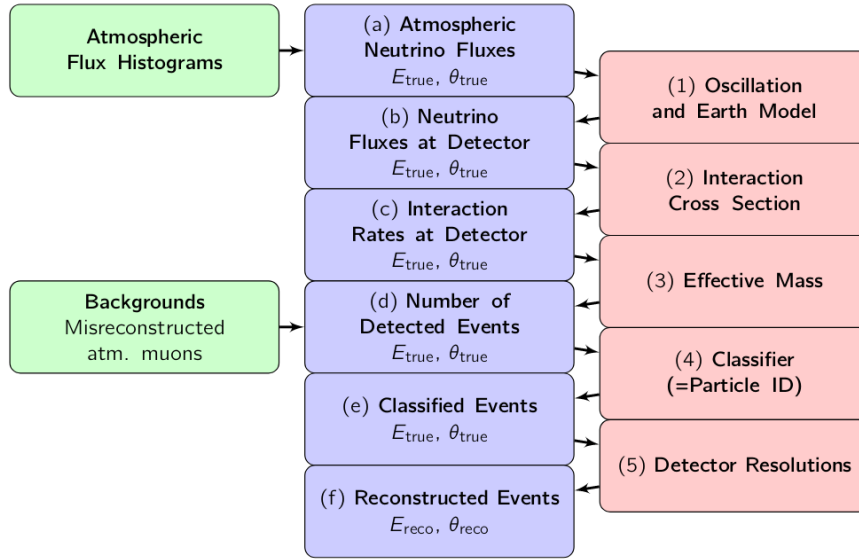 Atmospheric
Flux Histograms
(a) Atmospheric
Neutrino Fluxes
E_true, θ_true
(1) Oscillation
and Earth Model
(b) Neutrino
Fluxes at Detector
E_true, θ_true
(2) Interaction
Cross Section
(c) Interaction
Rates at Detector
E_true, θ_true
(3) Effective Mass
Backgrounds
Misreconstructed
atm. muons
(d) Number of
Detected Events
E_true, θ_true
(4) Classifier
(=Particle ID)
(e) Classified Events
E_true, θ_true
(5) Detector Resolutions
(f) Reconstructed Events
E_reco, θ_reco